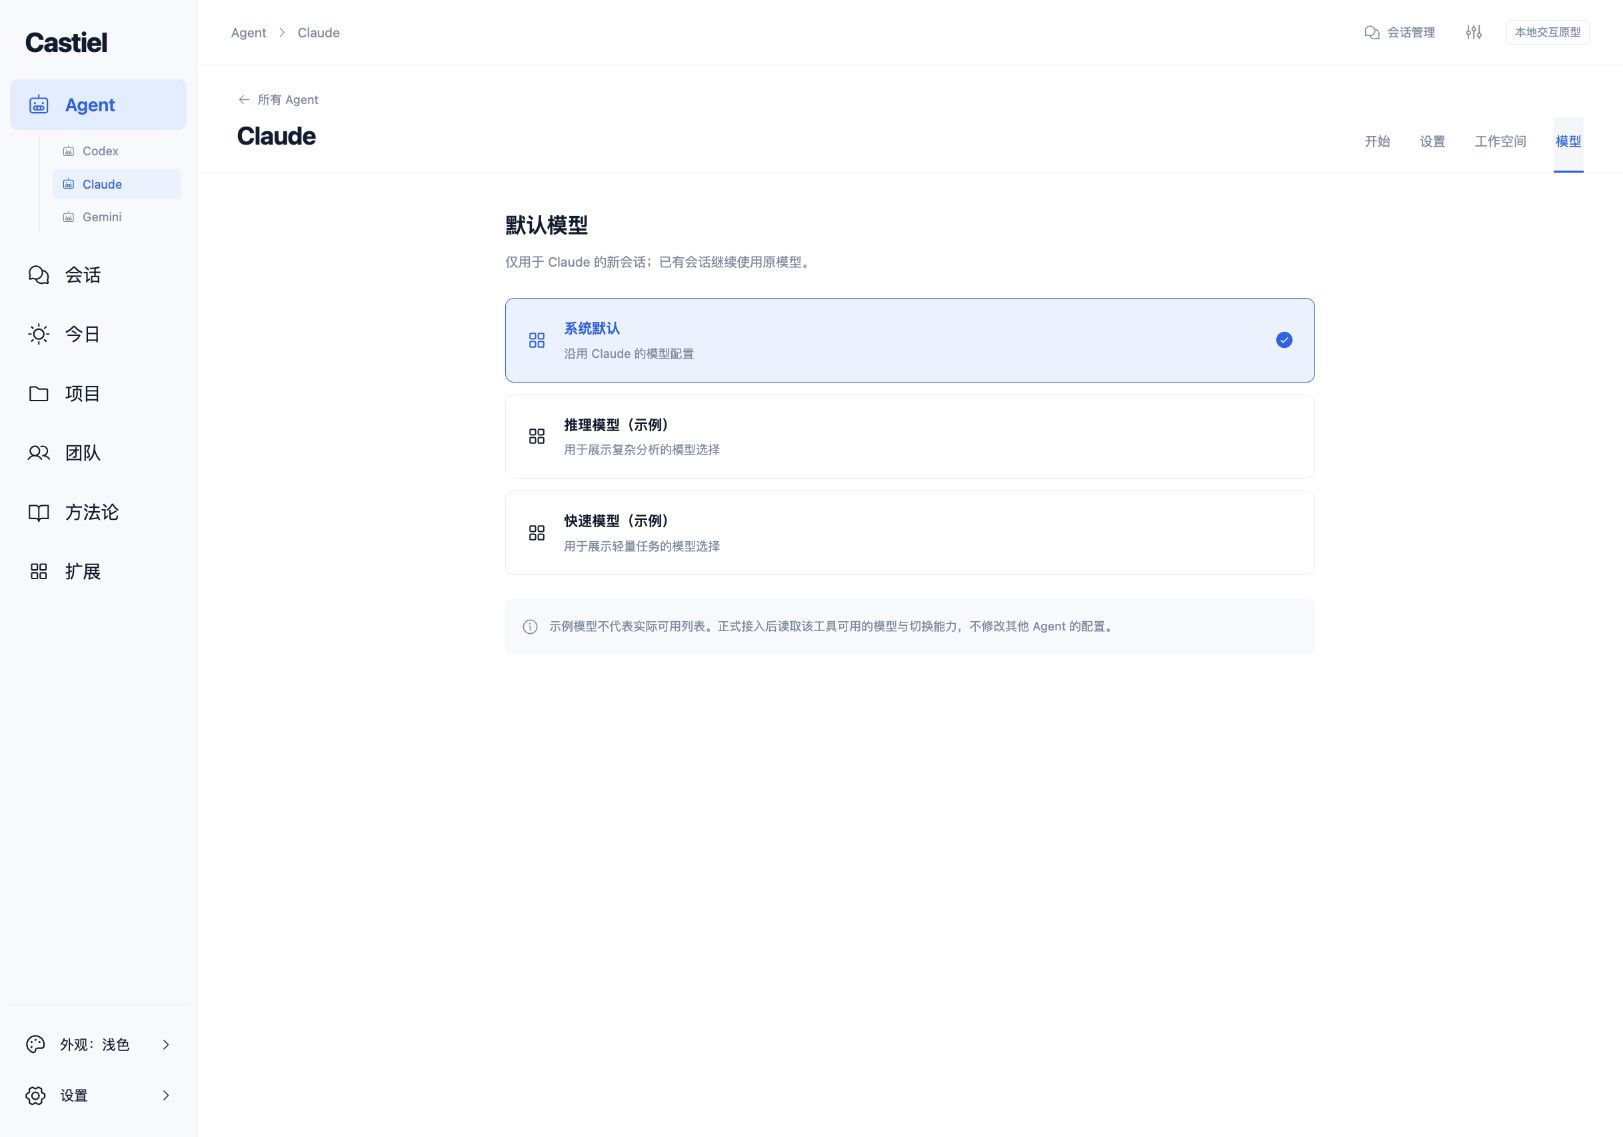 Castiel
Agent
Codex
Claude
Gemini
会话
今日
项目
团队
方法论
扩展
外观：浅色
设置
Agent > Claude
会话管理
本地交互原型
← 所有 Agent
Claude
开始
设置
工作空间
模型
默认模型
仅用于 Claude 的新会话；已有会话继续使用原模型。
系统默认
沿用 Claude 的模型配置
推理模型（示例）
用于展示复杂分析的模型选择
快速模型（示例）
用于展示轻量任务的模型选择
示例模型不代表实际可用列表。正式接入后读取该工具可用的模型与切换能力，不修改其他 Agent 的配置。